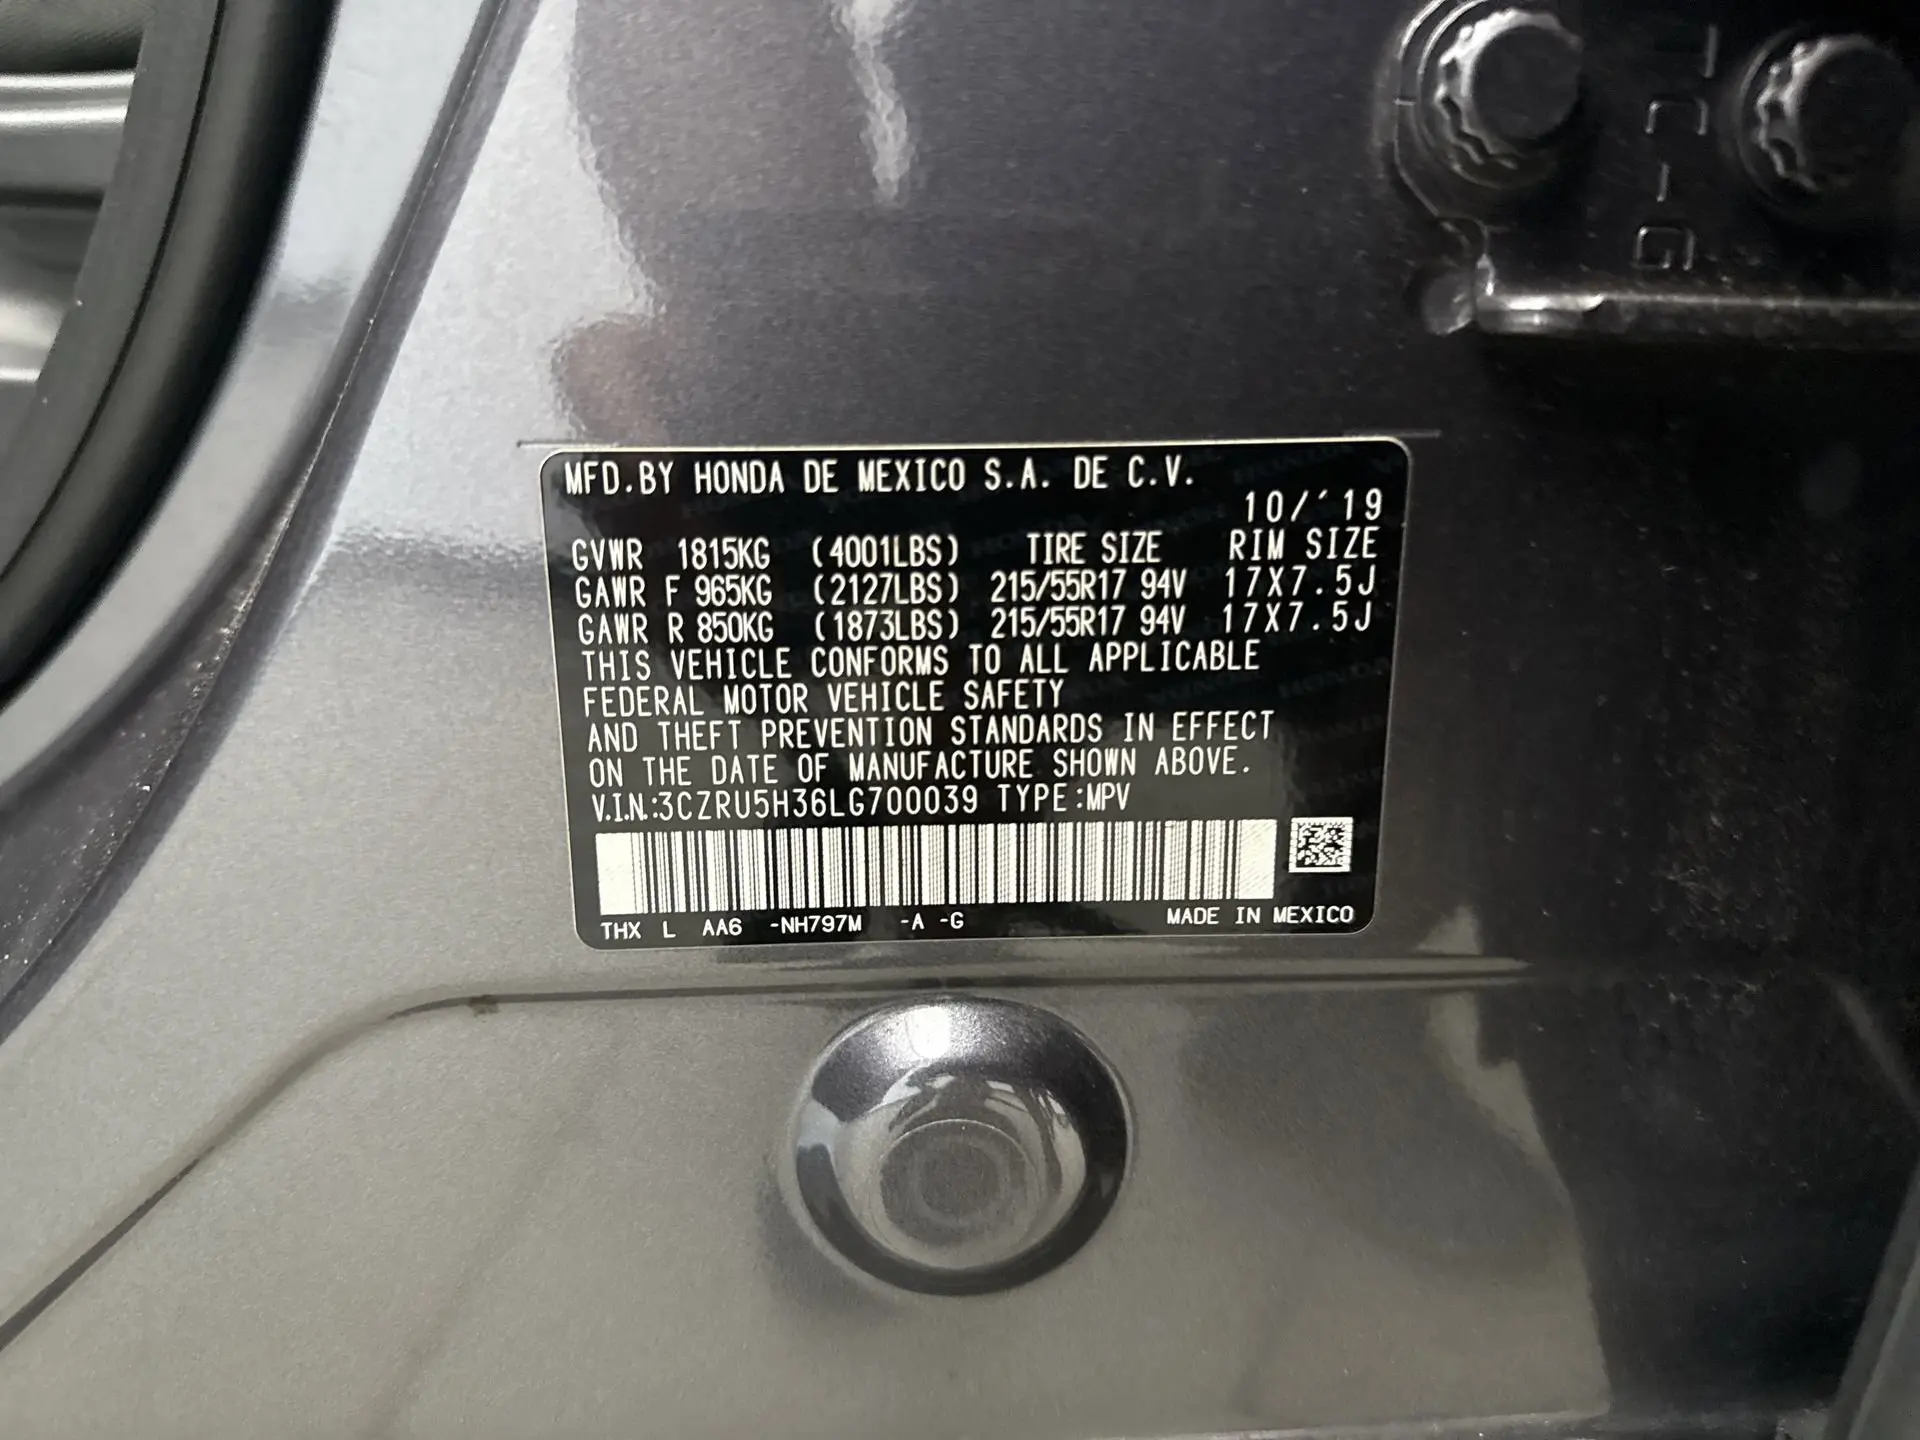 MFD.BY HONDA DE MEXICO S.A. DE C.V.
10/´19
GVWR 1815KG (4001LBS) TIRE SIZE RIM SIZE
GAWR F 965KG (2127LBS) 215/55R17 94V 17X7.5J
GAWR R 850KG (1873LBS) 215/55R17 94V 17X7.5J
THIS VEHICLE CONFORMS TO ALL APPLICABLE
FEDERAL MOTOR VEHICLE SAFETY
AND THEFT PREVENTION STANDARDS IN EFFECT
ON THE DATE OF MANUFACTURE SHOWN ABOVE.
V.I.N.:3CZRU5H36LG700039 TYPE:MPV
THX L AA6 -NH797M -A -G MADE IN MEXICO